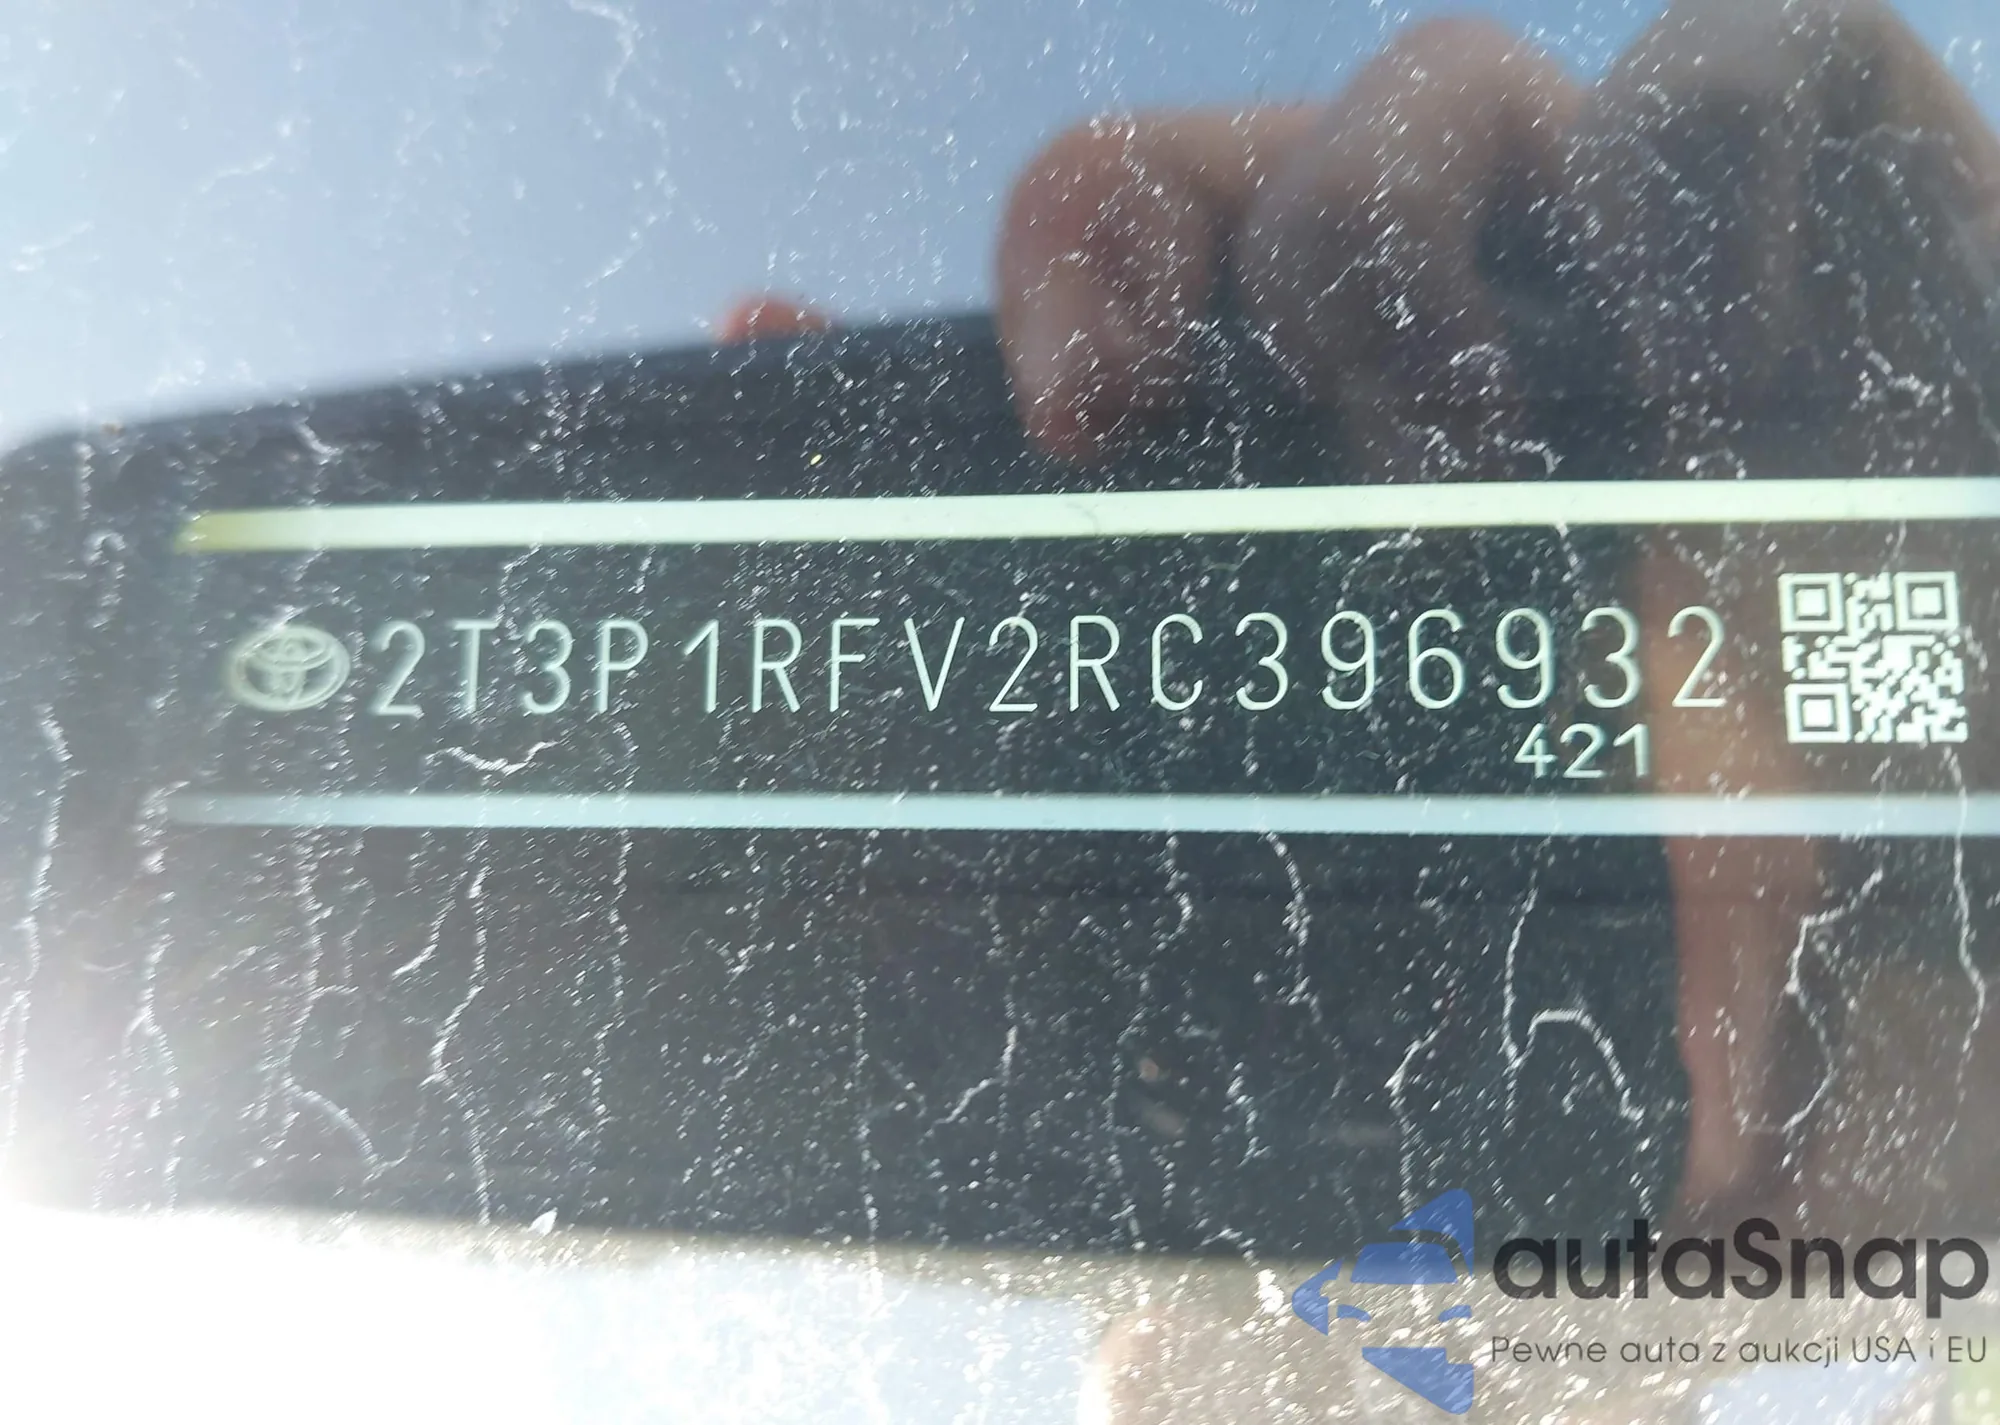 2T3P1RFV2RC396932
421
autaSnap
Pewne auta z aukcji USA i EU